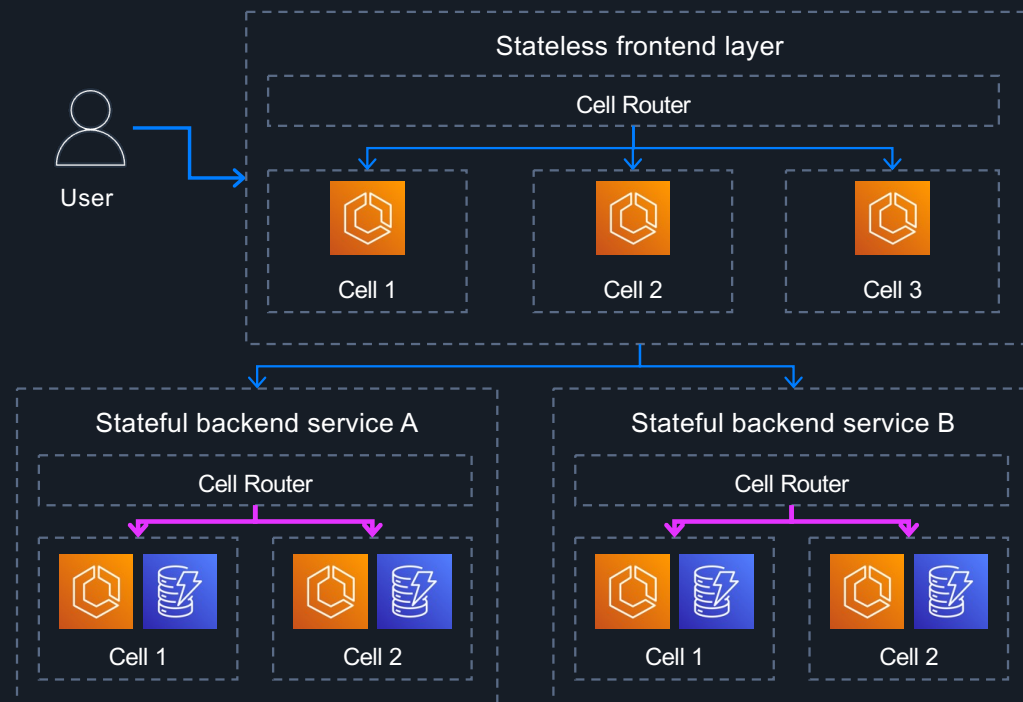 Stateless frontend layer
Cell Router
User
Cell 1
Cell 2
Cell 3
Stateful backend service A
Cell Router
Cell 1
Cell 2
Stateful backend service B
Cell Router
Cell 1
Cell 2